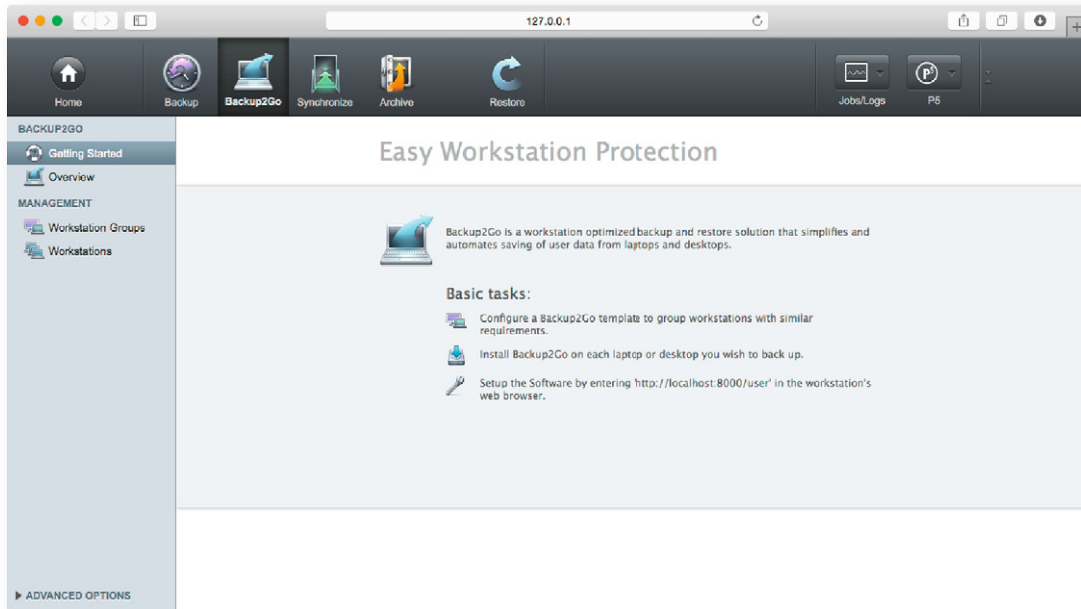 127.0.0.1
Home
Backup
Backup2Go
Synchronize
Archive
Restore
Jobs/Logs
P5
P5
BACKUP2GO
Getting Started
Overview
MANAGEMENT
Workstation Groups
Workstations
Easy Workstation Protection
Backup2Go is a workstation optimized backup and restore solution that simplifies and
automates saving of user data from laptops and desktops.
Basic tasks:
Configure a Backup2Go template to group workstations with similar
requirements.
Install Backup2Go on each laptop or desktop you wish to back up.
Setup the Software by entering 'http://localhost:8000/user' in the workstation's
web browser.
ADVANCED OPTIONS